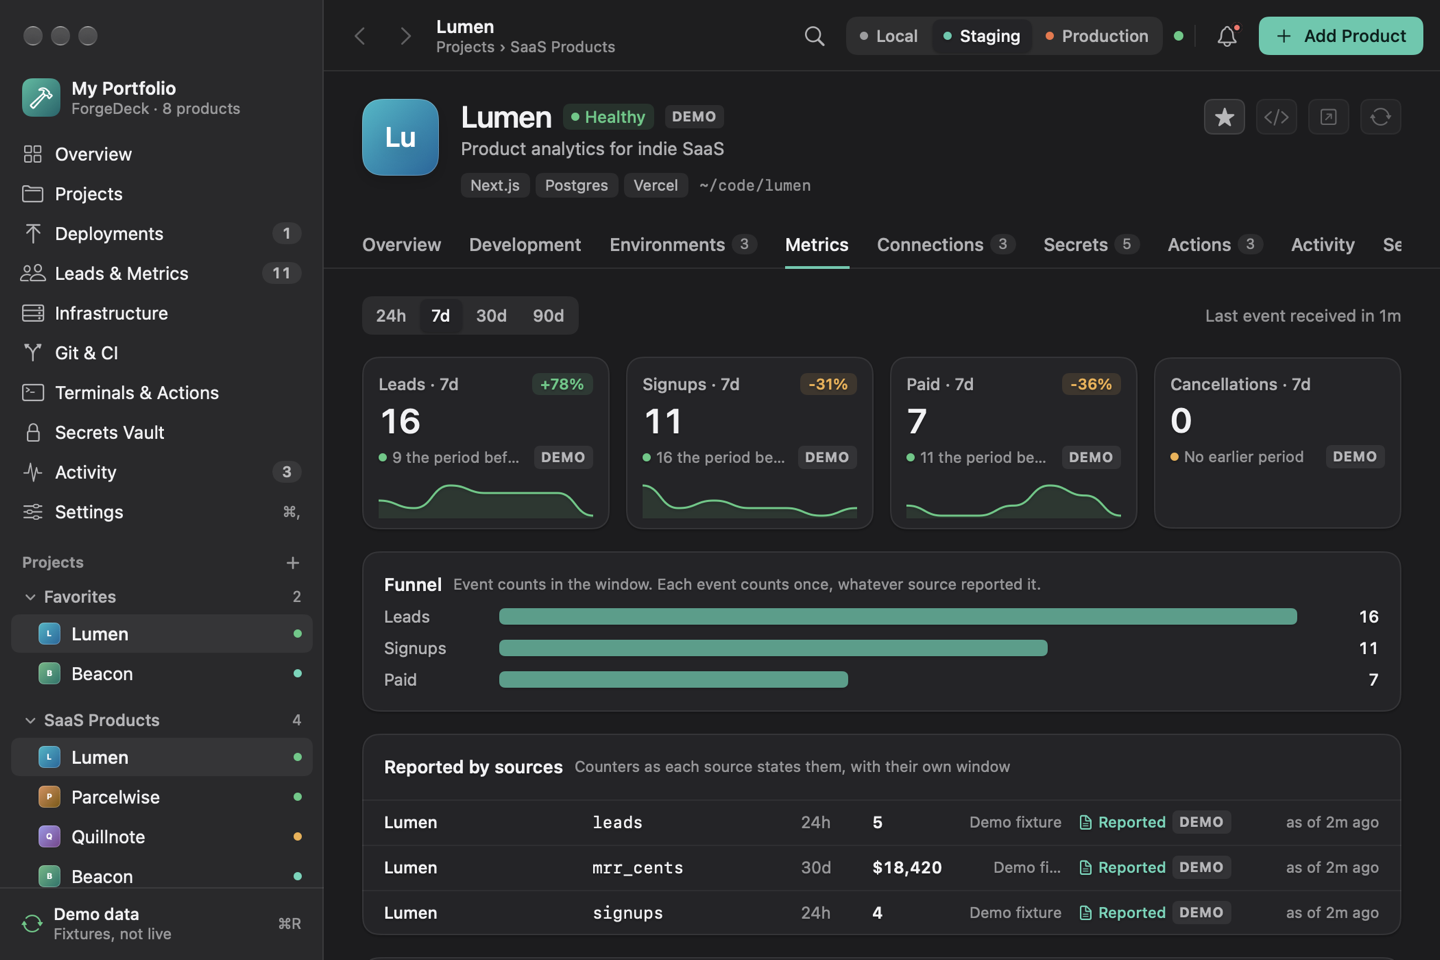 Lumen
Projects › SaaS Products
Local
Staging
Production
Add Product
My Portfolio
ForgeDeck · 8 products
Overview
Projects
Deployments 1
Leads & Metrics 11
Infrastructure
Git & CI
Terminals & Actions
Secrets Vault
Activity 3
Settings ⌘,
Projects
Favorites 2
L Lumen
B Beacon
SaaS Products 4
L Lumen
P Parcelwise
Q Quillnote
B Beacon
Demo data
Fixtures, not live
⌘R
Lu
Lumen Healthy DEMO
Product analytics for indie SaaS
Next.js Postgres Vercel ~/code/lumen
Overview Development Environments 3 Metrics Connections 3 Secrets 5 Actions 3 Activity Se
24h 7d 30d 90d
Last event received in 1m
Leads · 7d +78%
16
9 the period bef... DEMO
Signups · 7d -31%
11
16 the period be... DEMO
Paid · 7d -36%
7
11 the period be... DEMO
Cancellations · 7d
0
No earlier period DEMO
Funnel Event counts in the window. Each event counts once, whatever source reported it.
Leads 16
Signups 11
Paid 7
Reported by sources Counters as each source states them, with their own window
Lumen leads 24h 5 Demo fixture Reported DEMO as of 2m ago
Lumen mrr_cents 30d $18,420 Demo fi... Reported DEMO as of 2m ago
Lumen signups 24h 4 Demo fixture Reported DEMO as of 2m ago